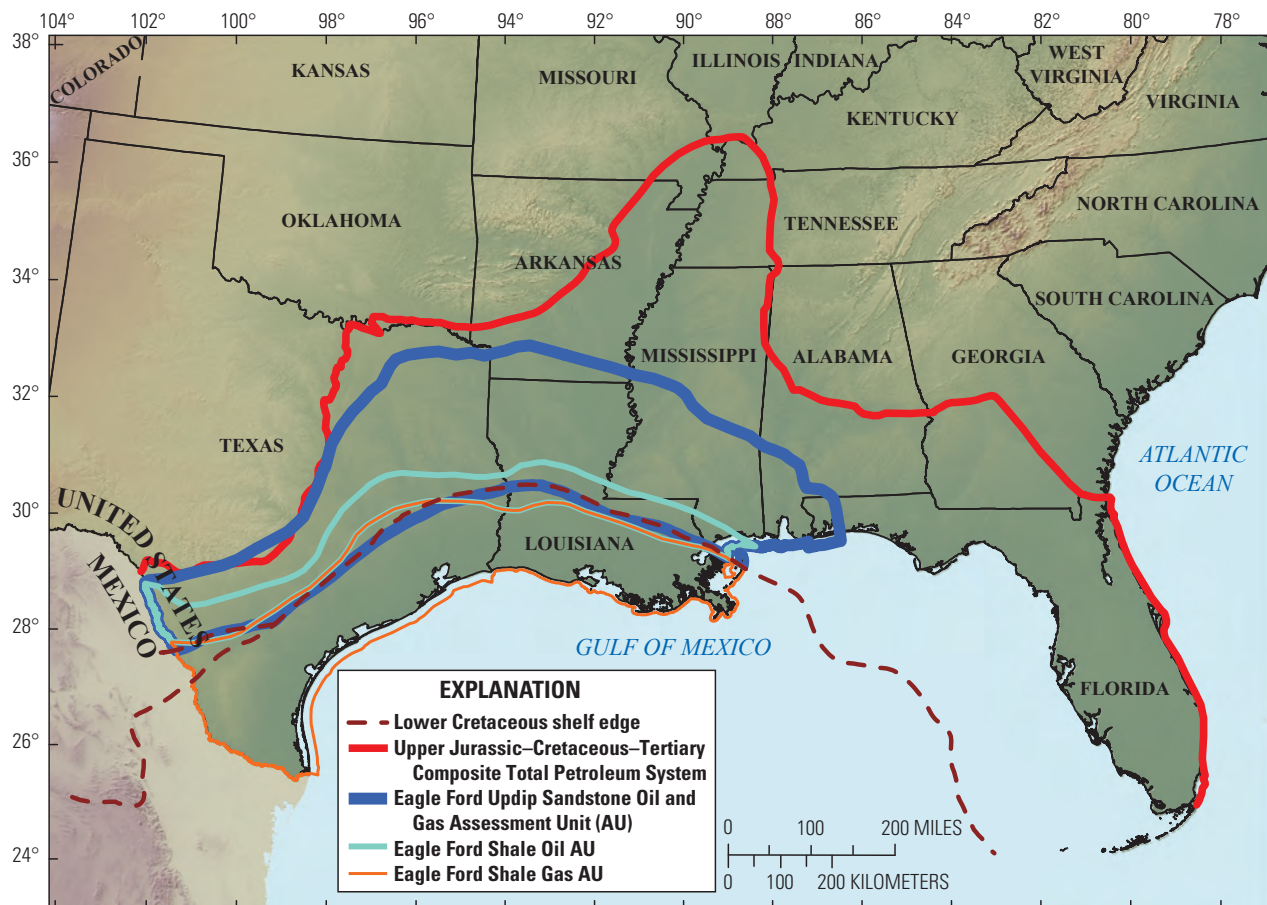 104° 102° 100° 98° 96° 94° 92° 90° 88° 86° 84° 82° 80° 78°
38°
COLORADO
KANSAS
MISSOURI
ILLINOIS
INDIANA
WEST
VIRGINIA
VIRGINIA
KENTUCKY
36°
OKLAHOMA
TENNESSEE
NORTH CAROLINA
ARKANSAS
34°
SOUTH CAROLINA
MISSISSIPPI
ALABAMA
GEORGIA
32°
TEXAS
ATLANTIC
OCEAN
30°
UNITED STATES
MEXICO
LOUISIANA
28°
GULF OF MEXICO
FLORIDA
26°
24°
EXPLANATION
Lower Cretaceous shelf edge
Upper Jurassic–Cretaceous–Tertiary
Composite Total Petroleum System
Eagle Ford Updip Sandstone Oil and
Gas Assessment Unit (AU)
Eagle Ford Shale Oil AU
Eagle Ford Shale Gas AU
0 100 200 MILES
0 100 200 KILOMETERS